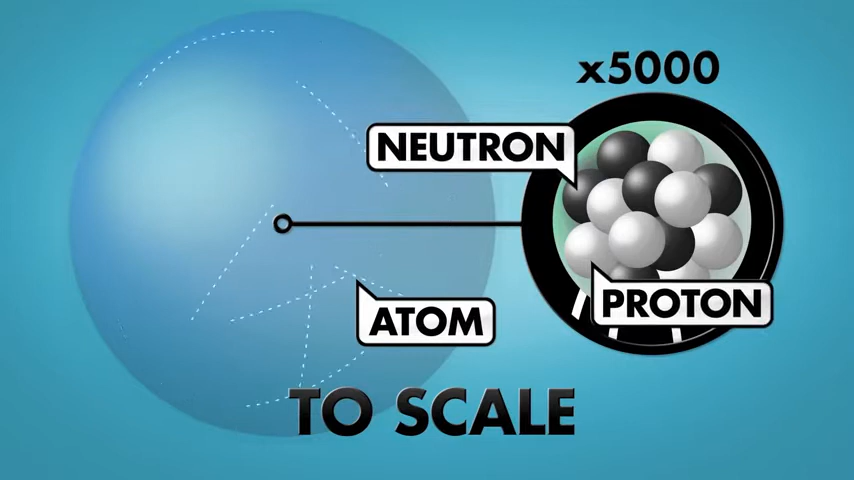 x5000
NEUTRON
PROTON
ATOM
TO SCALE